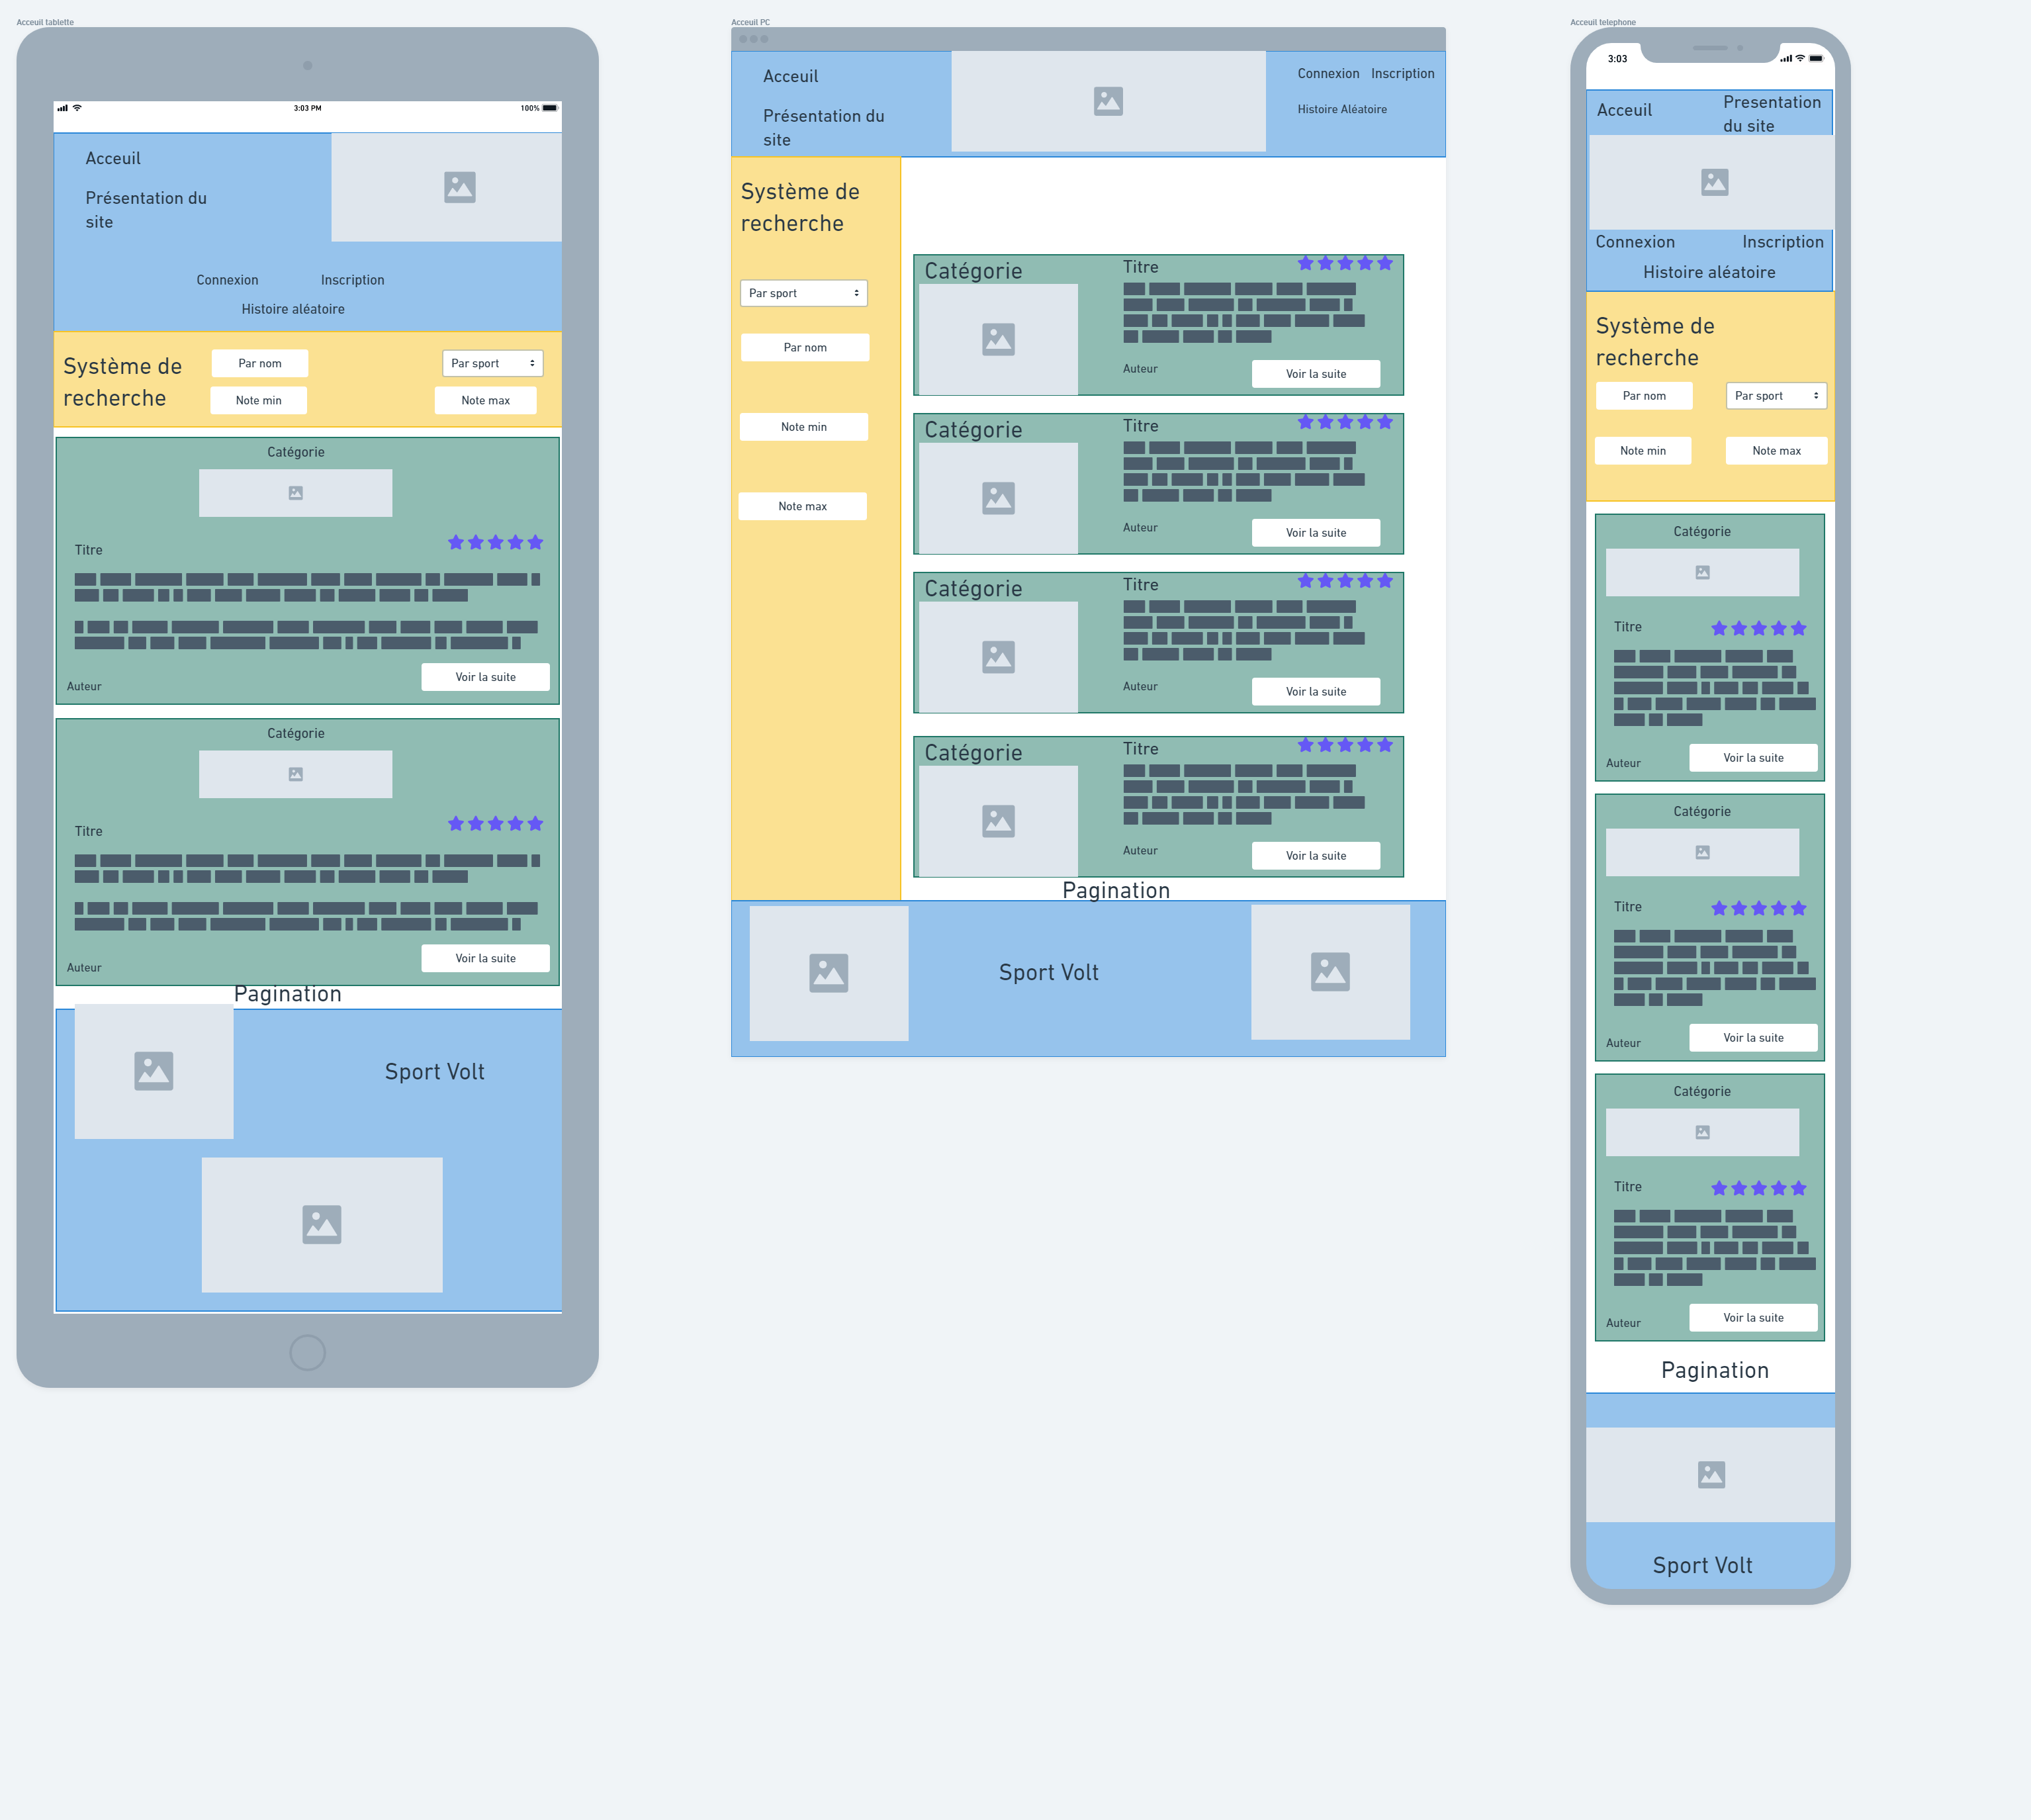 Acceuil tablette
3:03 PM
100%
Acceuil
Présentation du
site
Connexion
Inscription
Histoire aléatoire
Système de
recherche
Par nom
Par sport
Note min
Note max
Catégorie
Titre
Auteur
Voir la suite
Catégorie
Titre
Auteur
Voir la suite
Pagination
Sport Volt
Acceuil PC
Acceuil
Présentation du
site
Connexion
Inscription
Histoire Aléatoire
Système de
recherche
Par sport
Par nom
Note min
Note max
Catégorie
Titre
Auteur
Voir la suite
Catégorie
Titre
Auteur
Voir la suite
Catégorie
Titre
Auteur
Voir la suite
Catégorie
Titre
Auteur
Voir la suite
Pagination
Sport Volt
Acceuil telephone
3:03
Acceuil
Presentation
du site
Connexion
Inscription
Histoire aléatoire
Système de
recherche
Par nom
Par sport
Note min
Note max
Catégorie
Titre
Auteur
Voir la suite
Catégorie
Titre
Auteur
Voir la suite
Catégorie
Titre
Auteur
Voir la suite
Pagination
Sport Volt